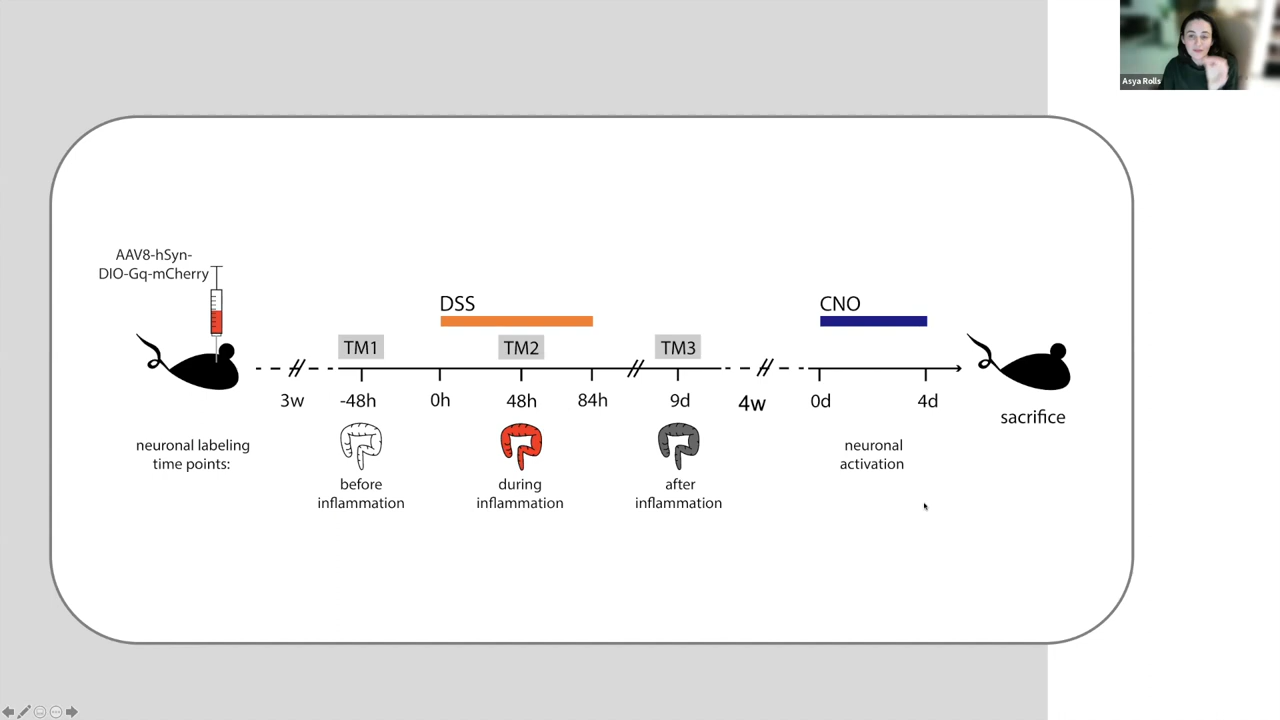 Asya Rolls
AAV8-hSyn-
DIO-Gq-mCherry
DSS
CNO
TM1
TM2
TM3
3w
-48h
0h
48h
84h
9d
4w
0d
4d
sacrifice
neuronal labeling
time points:
before
inflammation
during
inflammation
after
inflammation
neuronal
activation